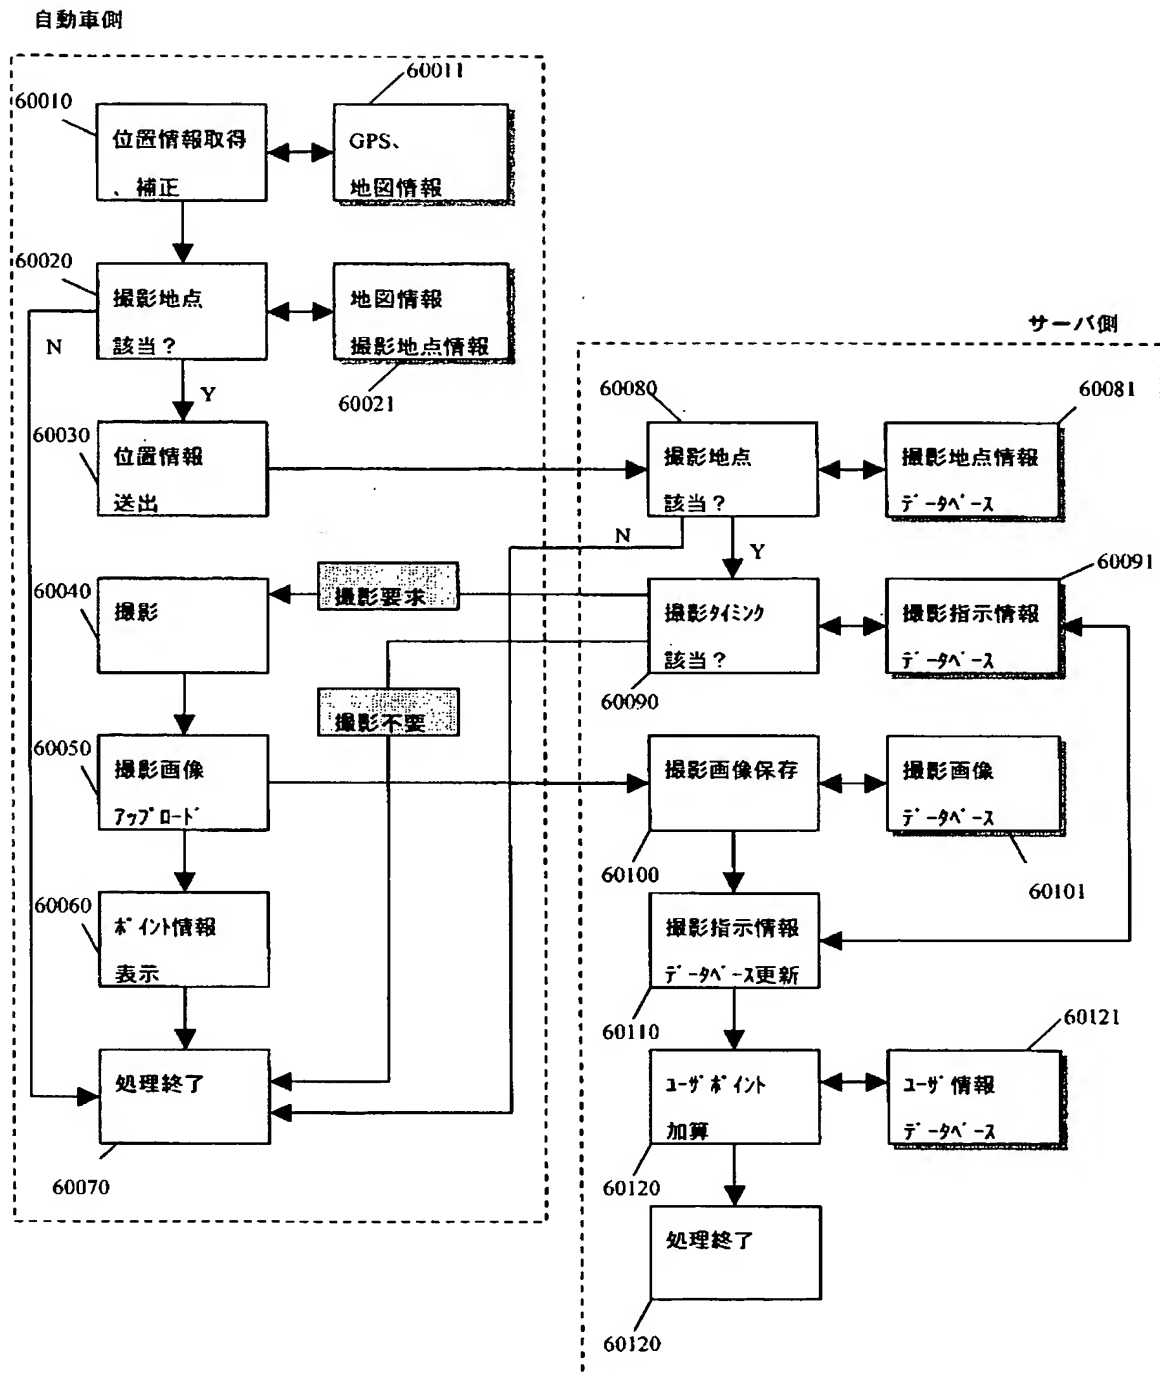 自動車側
60010
位置情報取得
、補正
60011
GPS、
地図情報
60020
撮影地点
該当？
N
Y
地図情報
撮影地点情報
60021
60030
位置情報
送出
60040
撮影
撮影要求
撮影不要
60050
撮影画像
アップロード
60060
ポイント情報
表示
処理終了
60070
サーバ側
60080
撮影地点
該当？
N
Y
60081
撮影地点情報
データベース
撮影タイミンク
該当？
60090
60091
撮影指示情報
データベース
撮影画像保存
60100
撮影画像
データベース
60101
撮影指示情報
データベース更新
60110
ユーザポイント
加算
60120
60121
ユーザ情報
データベース
処理終了
60120